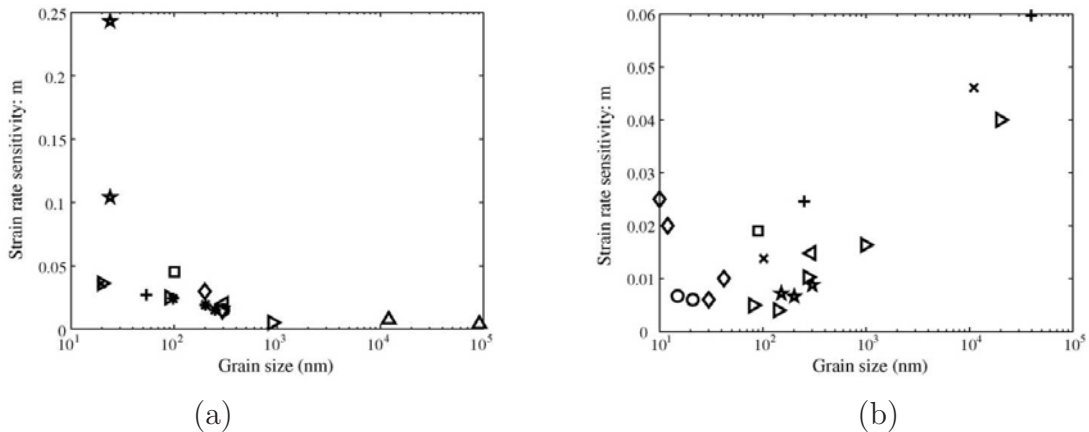 0.25
0.2
0.15
0.1
0.05
0
Strain rate sensitivity: m
10^1 10^2 10^3 10^4 10^5
Grain size (nm)
(a)
0.06
0.05
0.04
0.03
0.02
0.01
0
Strain rate sensitivity: m
10^1 10^2 10^3 10^4 10^5
Grain size (nm)
(b)